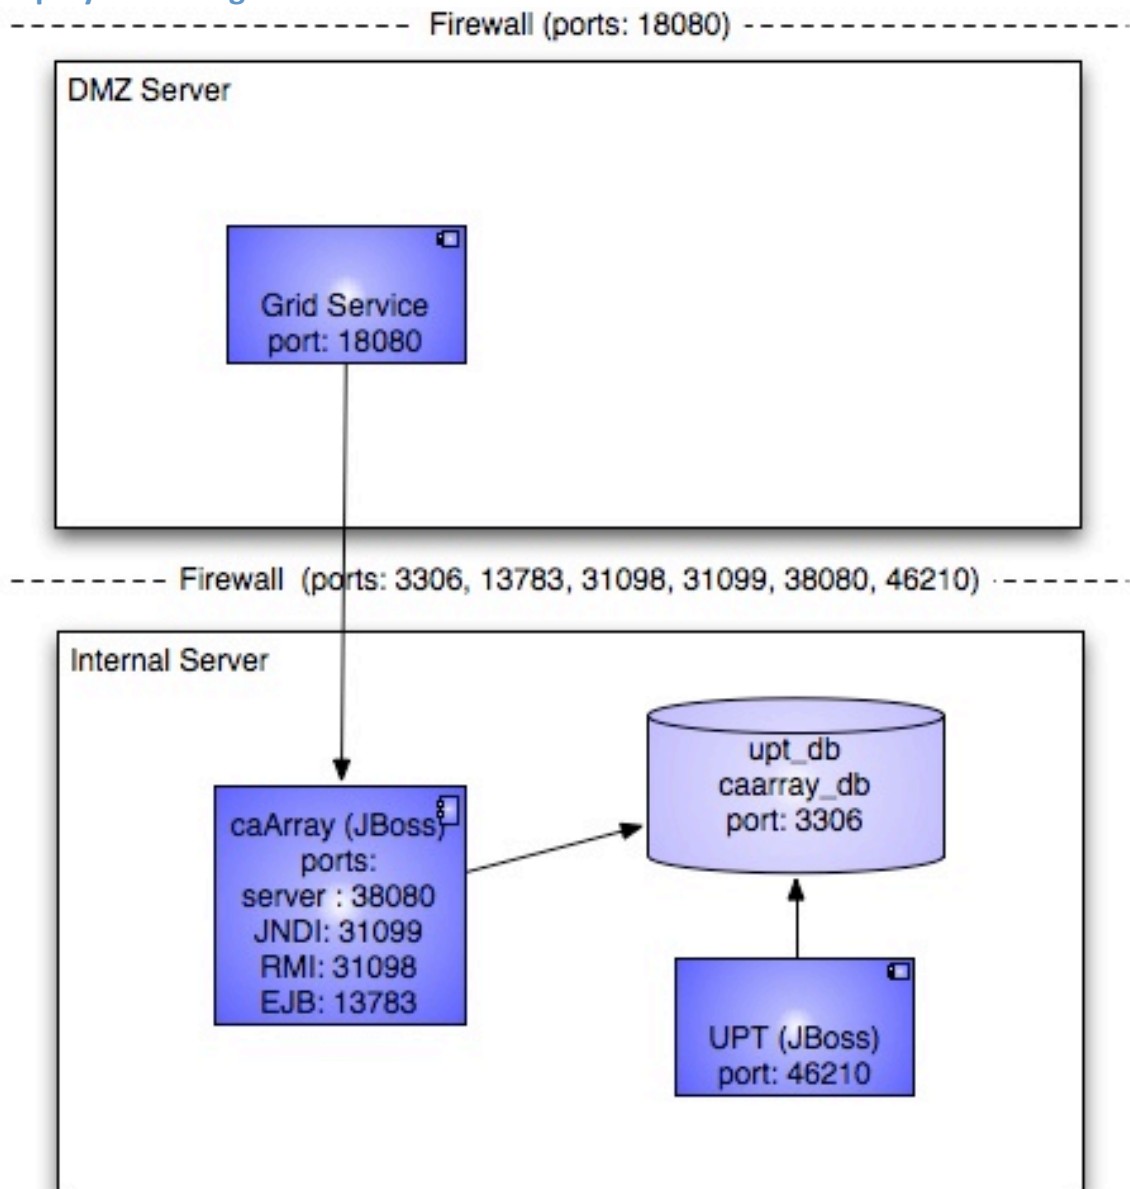 Firewall (ports: 18080)
DMZ Server
Grid Service
port: 18080
Firewall (ports: 3306, 13783, 31098, 31099, 38080, 46210)
Internal Server
upt_db
caarray_db
port: 3306
caArray (JBoss)
ports:
server : 38080
JNDI: 31099
RMI: 31098
EJB: 13783
UPT (JBoss)
port: 46210